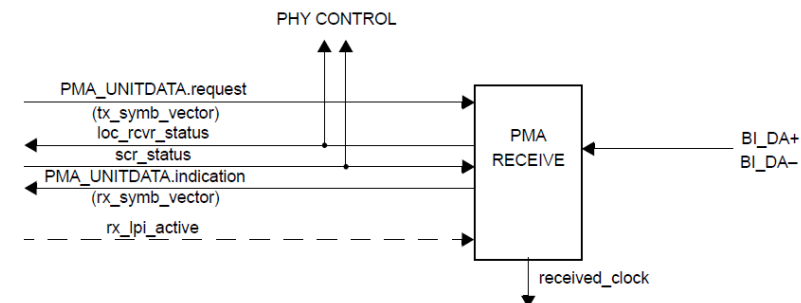 PHY CONTROL
PMA_UNITDATA.request
(tx_symb_vector)
loc_rcvr_status
scr_status
PMA_UNITDATA.indication
(rx_symb_vector)
rx_lpi_active
PMA
RECEIVE
BI_DA+
BI_DA–
received_clock